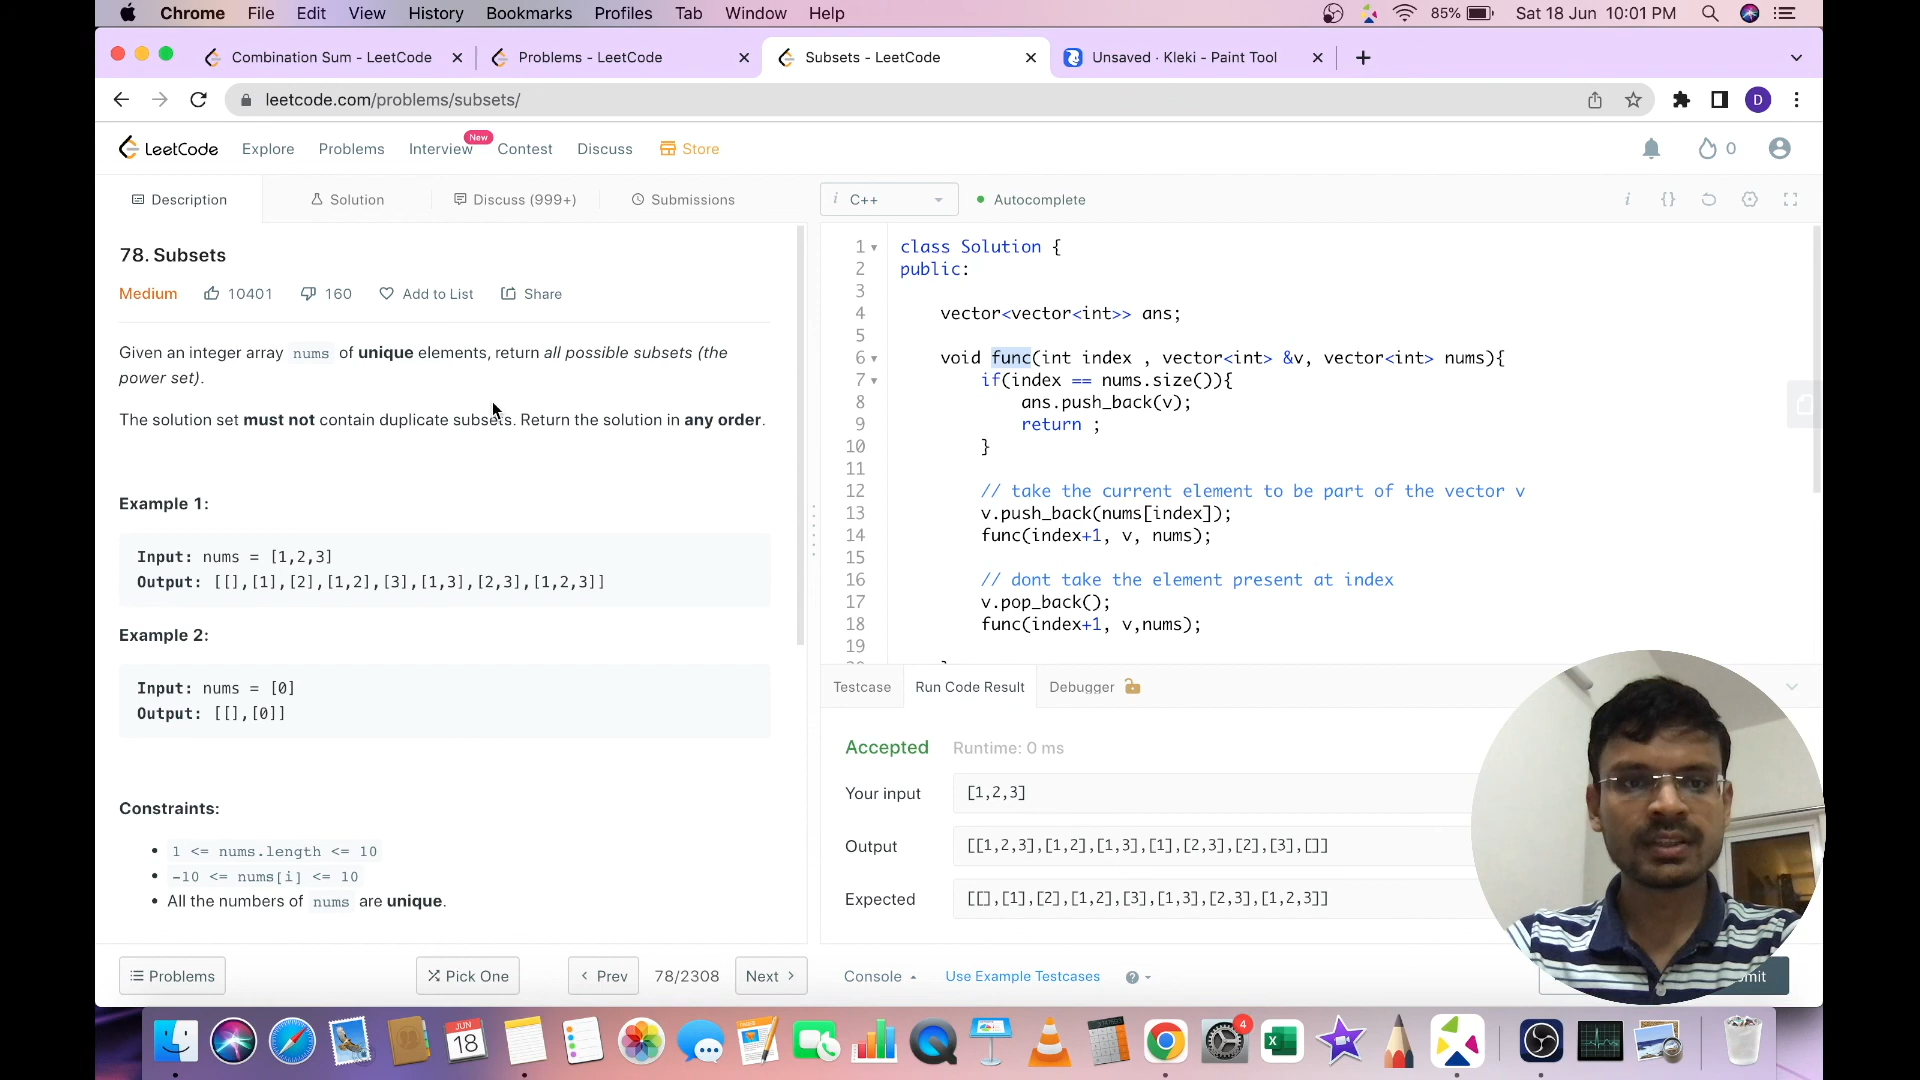 Chrome File Edit View History Bookmarks Profiles Tab Window Help 85% Sat 18 Jun 10:01 PM
Combination Sum - LeetCode Problems - LeetCode Subsets - LeetCode Unsaved · Kleki - Paint Tool
leetcode.com/problems/subsets/ D
LeetCode Explore Problems Interview New Contest Discuss Store 0
Description Solution Discuss (999+) Submissions
78. Subsets
Medium 10401 160 Add to List Share
Given an integer array nums of unique elements, return all possible subsets (the
power set).
The solution set must not contain duplicate subsets. Return the solution in any order.
Example 1:
Input: nums = [1,2,3]
Output: [[],[1],[2],[1,2],[3],[1,3],[2,3],[1,2,3]]
Example 2:
Input: nums = [0]
Output: [[],[0]]
Constraints:
• 1 <= nums.length <= 10
• -10 <= nums[i] <= 10
• All the numbers of nums are unique.
Problems Pick One < Prev 78/2308 Next >
i C++ Autocomplete i {}
1 class Solution {
2 public:
3
4 vector<vector<int>> ans;
5
6 void func(int index , vector<int> &v, vector<int> nums){
7 if(index == nums.size()){
8 ans.push_back(v);
9 return ;
10 }
11
12 // take the current element to be part of the vector v
13 v.push_back(nums[index]);
14 func(index+1, v, nums);
15
16 // dont take the element present at index
17 v.pop_back();
18 func(index+1, v,nums);
19
Testcase Run Code Result Debugger
Accepted Runtime: 0 ms
Your input [1,2,3]
Output [[1,2,3],[1,2],[1,3],[1],[2,3],[2],[3],[]]
Expected [[],[1],[2],[1,2],[3],[1,3],[2,3],[1,2,3]]
Console Use Example Testcases ?
JUN
18
4